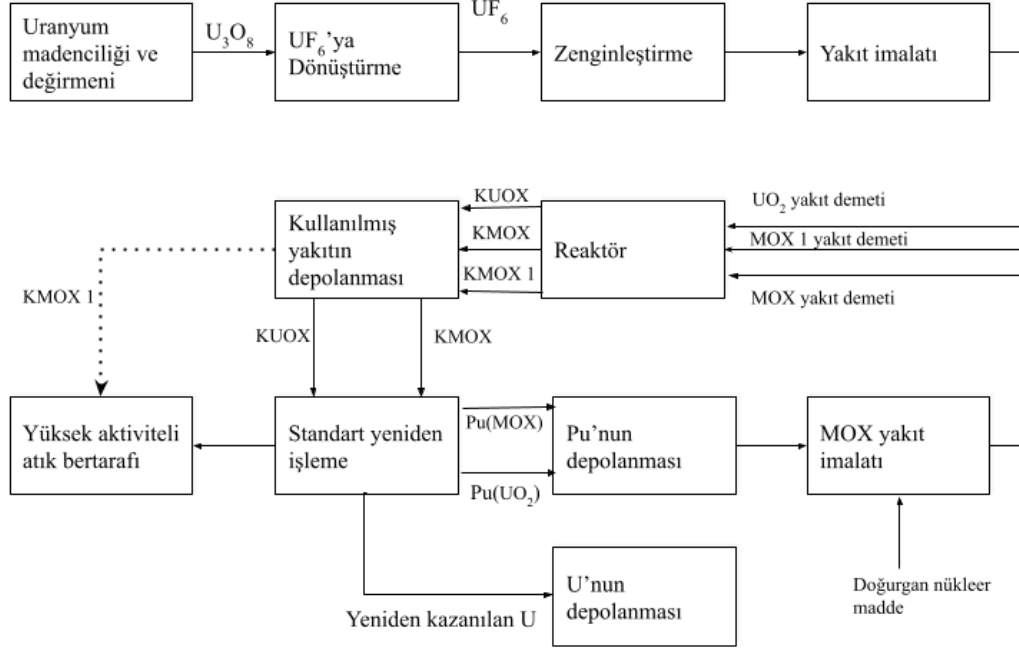 Uranyum
madenciliği ve
değirmeni
U₃O₈
UF₆'ya
Dönüştürme
UF₆
Zenginleştirme
Yakıt imalatı
UO₂ yakıt demeti
MOX 1 yakıt demeti
MOX yakıt demeti
Reaktör
KUOX
KMOX
KMOX 1
Kullanılmış
yakıtın
depolanması
KMOX 1
KUOX
KMOX
Yüksek aktiviteli
atık bertarafı
Standart yeniden
işleme
Pu(MOX)
Pu(UO₂)
Pu'nun
depolanması
MOX yakıt
imalatı
Yeniden kazanılan U
U'nun
depolanması
Doğurgan nükleer
madde